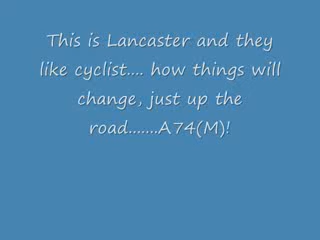 This is Lancaster and they
like cyclist.... how things will
change, just up the
road.......A74(M)!